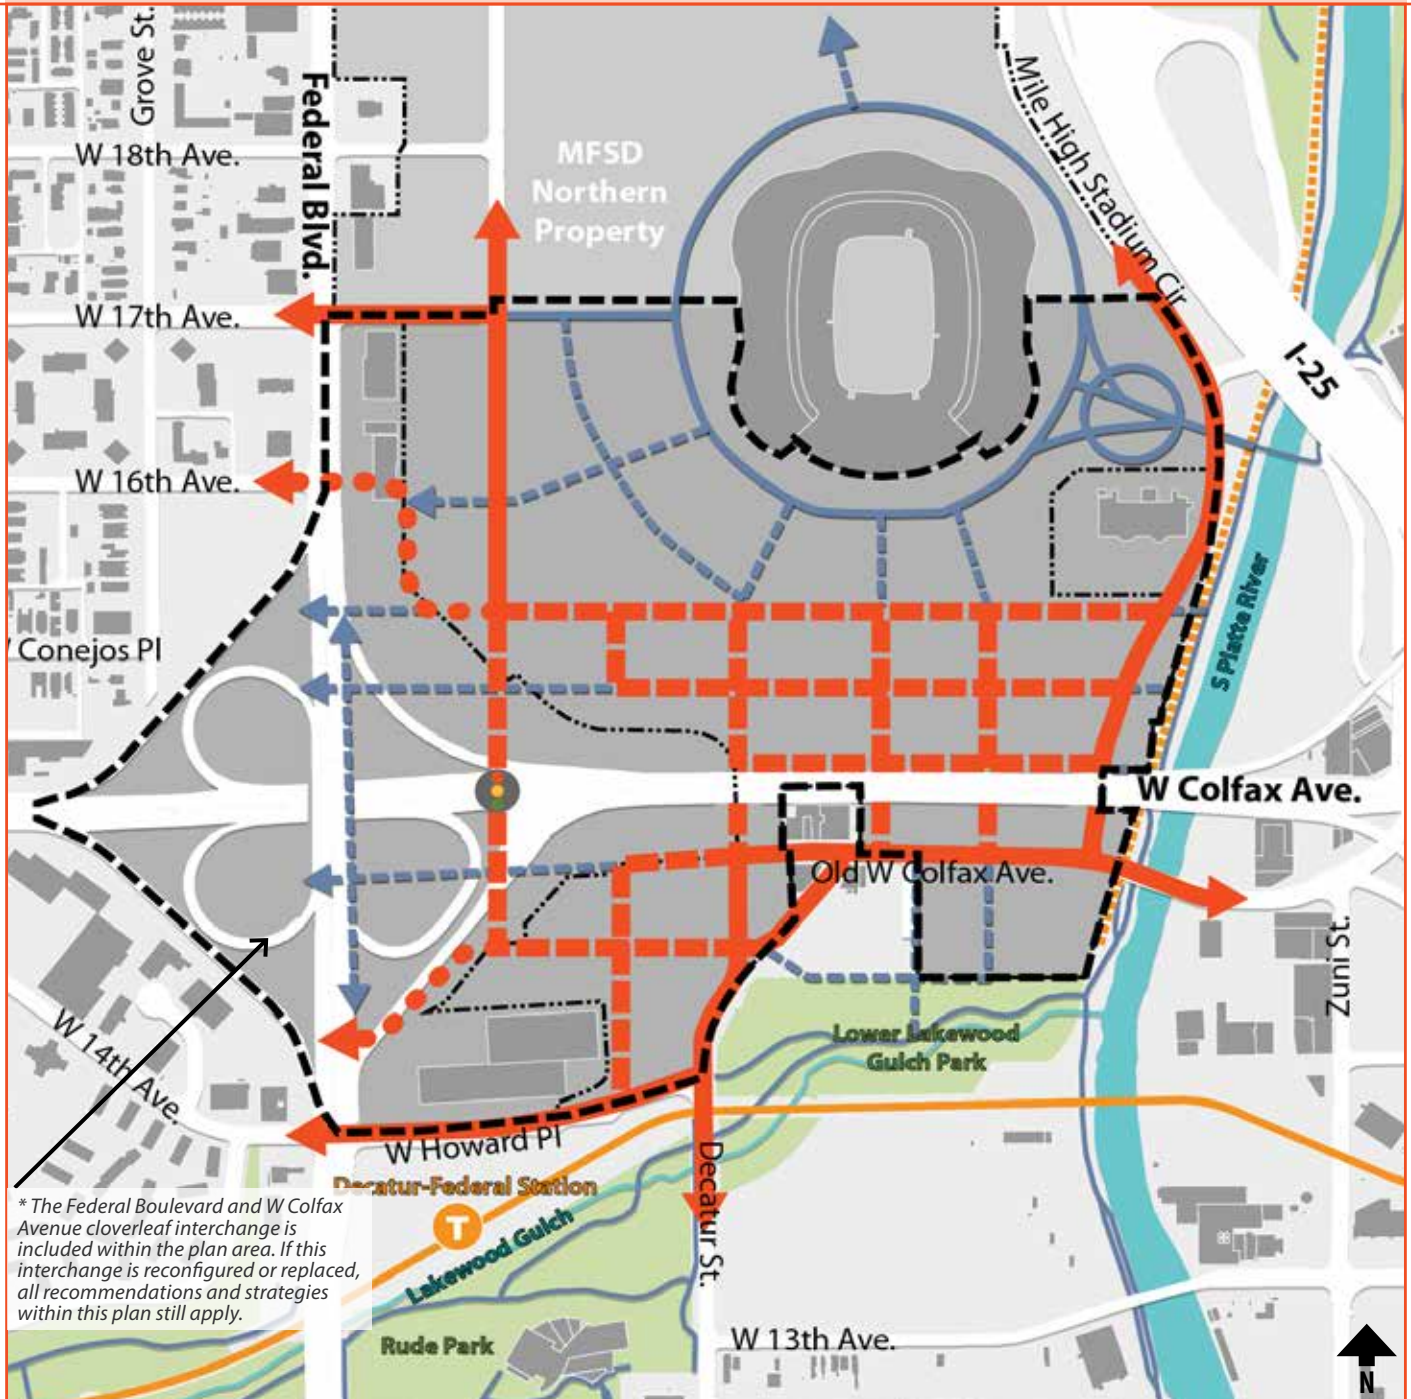 Grove St.
Federal Blvd.
W 18th Ave.
MFSD
Northern
Property
Mile High Stadium Cir
W 17th Ave.
I-25
W 16th Ave.
S Platte River
Conejos Pl
W Colfax Ave.
Old W Colfax Ave.
Zuni St.
W 14th Ave.
Lower Lakewood
Gulch Park
W Howard Pl
Decatur St.
Decatur-Federal Station
T
Lakewood Gulch
* The Federal Boulevard and W Colfax
Avenue cloverleaf interchange is
included within the plan area. If this
interchange is reconfigured or replaced,
all recommendations and strategies
within this plan still apply.
Rude Park
W 13th Ave.
N